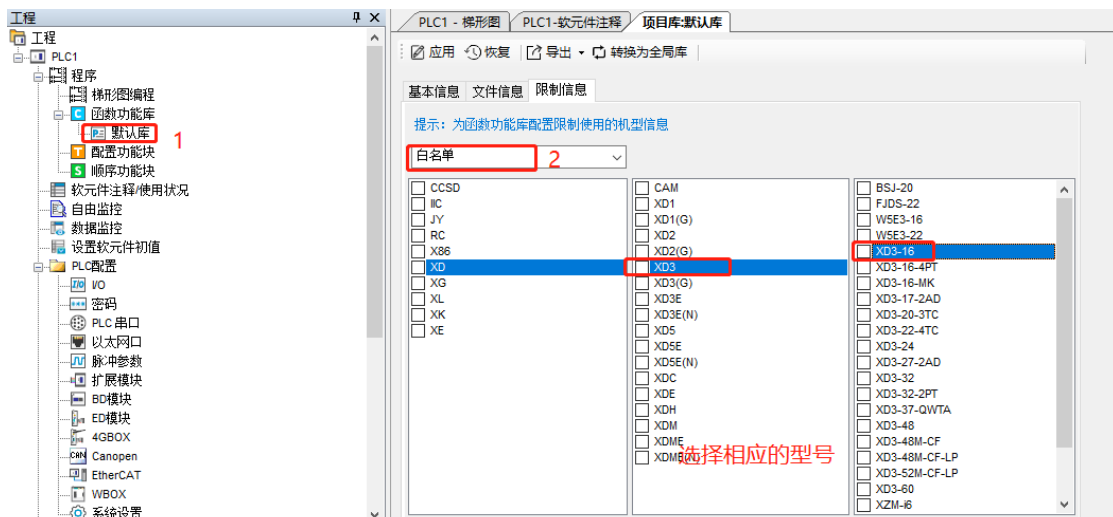 工程
工程
PLC1
程序
梯形图编程
函数功能库
默认库
1
配置功能块
顺序功能块
软元件注释/使用状况
自由监控
数据监控
设置软元件初值
PLC配置
I/O
密码
PLC 串口
以太网口
脉冲参数
扩展模块
BD模块
ED模块
4GBOX
Canopen
EtherCAT
WBOX
系统设置
PLC1 - 梯形图 PLC1-软元件注释 项目库:默认库
应用 恢复 导出 转换为全局库
基本信息 文件信息 限制信息
提示：为函数功能库配置限制使用的机型信息
白名单 2
CCSD
IIC
JY
RC
X86
XD
XG
XL
XK
XE
CAM
XD1
XD1(G)
XD2
XD2(G)
XD3
XD3(G)
XD3E
XD3E(N)
XD5
XD5E
XD5E(N)
XDC
XDE
XDH
XDM
XDME
XDME(N)
选择相应的型号
BSJ-20
FJDS-22
W5E3-16
W5E3-22
XD3-16
XD3-16-4PT
XD3-16-MK
XD3-17-2AD
XD3-20-3TC
XD3-22-4TC
XD3-24
XD3-27-2AD
XD3-32
XD3-32-2PT
XD3-37-QWTA
XD3-48
XD3-48M-CF
XD3-48M-CF-LP
XD3-52M-CF-LP
XD3-60
XZM-I6